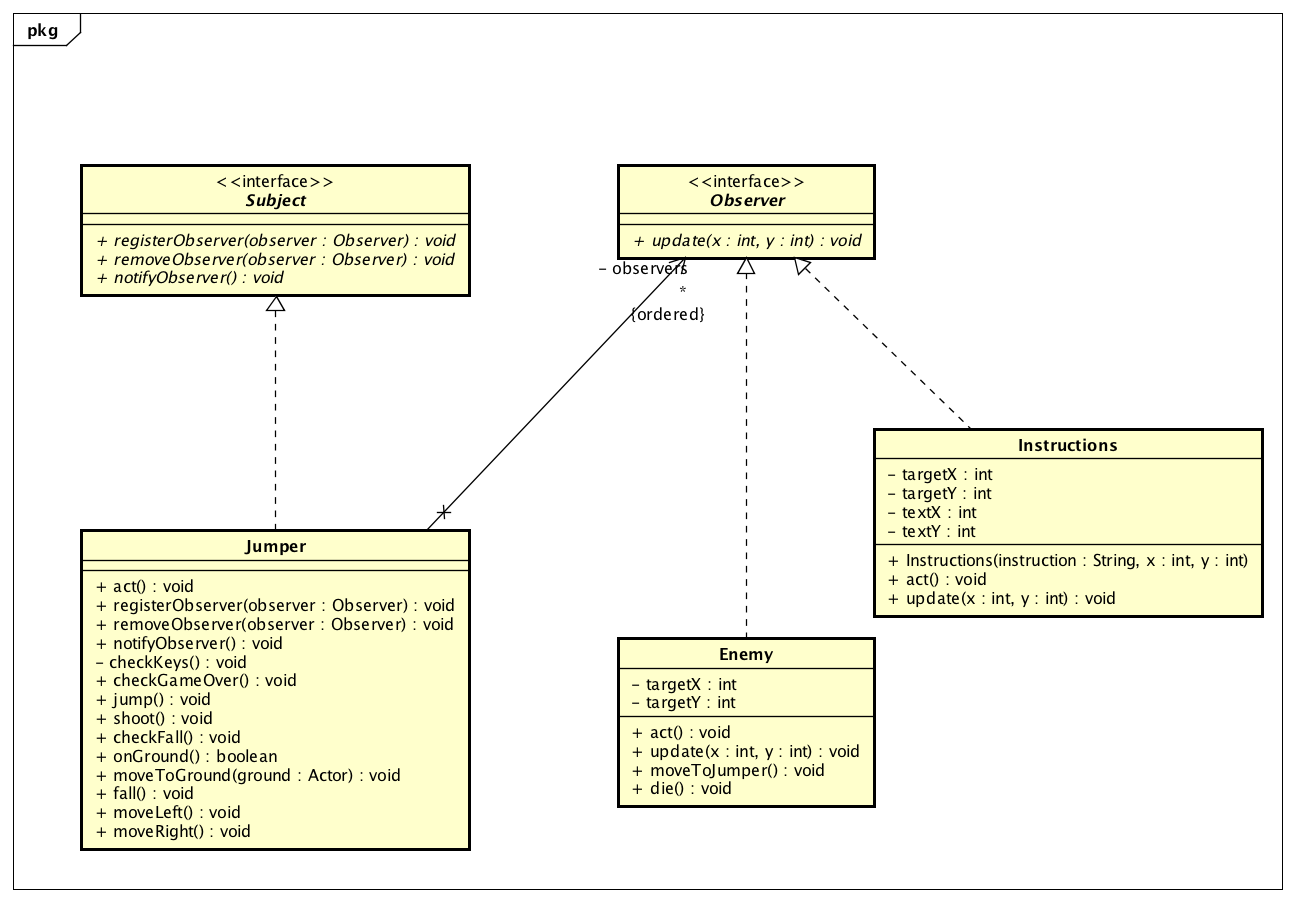 pkg
<<interface>>
Subject
+ registerObserver(observer : Observer) : void
+ removeObserver(observer : Observer) : void
+ notifyObserver() : void
<<interface>>
Observer
+ update(x : int, y : int) : void
- observers
*
{ordered}
Jumper
+ act() : void
+ registerObserver(observer : Observer) : void
+ removeObserver(observer : Observer) : void
+ notifyObserver() : void
- checkKeys() : void
+ checkGameOver() : void
+ jump() : void
+ shoot() : void
+ checkFall() : void
+ onGround() : boolean
+ moveToGround(ground : Actor) : void
+ fall() : void
+ moveLeft() : void
+ moveRight() : void
Enemy
- targetX : int
- targetY : int
+ act() : void
+ update(x : int, y : int) : void
+ moveToJumper() : void
+ die() : void
Instructions
- targetX : int
- targetY : int
- textX : int
- textY : int
+ Instructions(instruction : String, x : int, y : int)
+ act() : void
+ update(x : int, y : int) : void